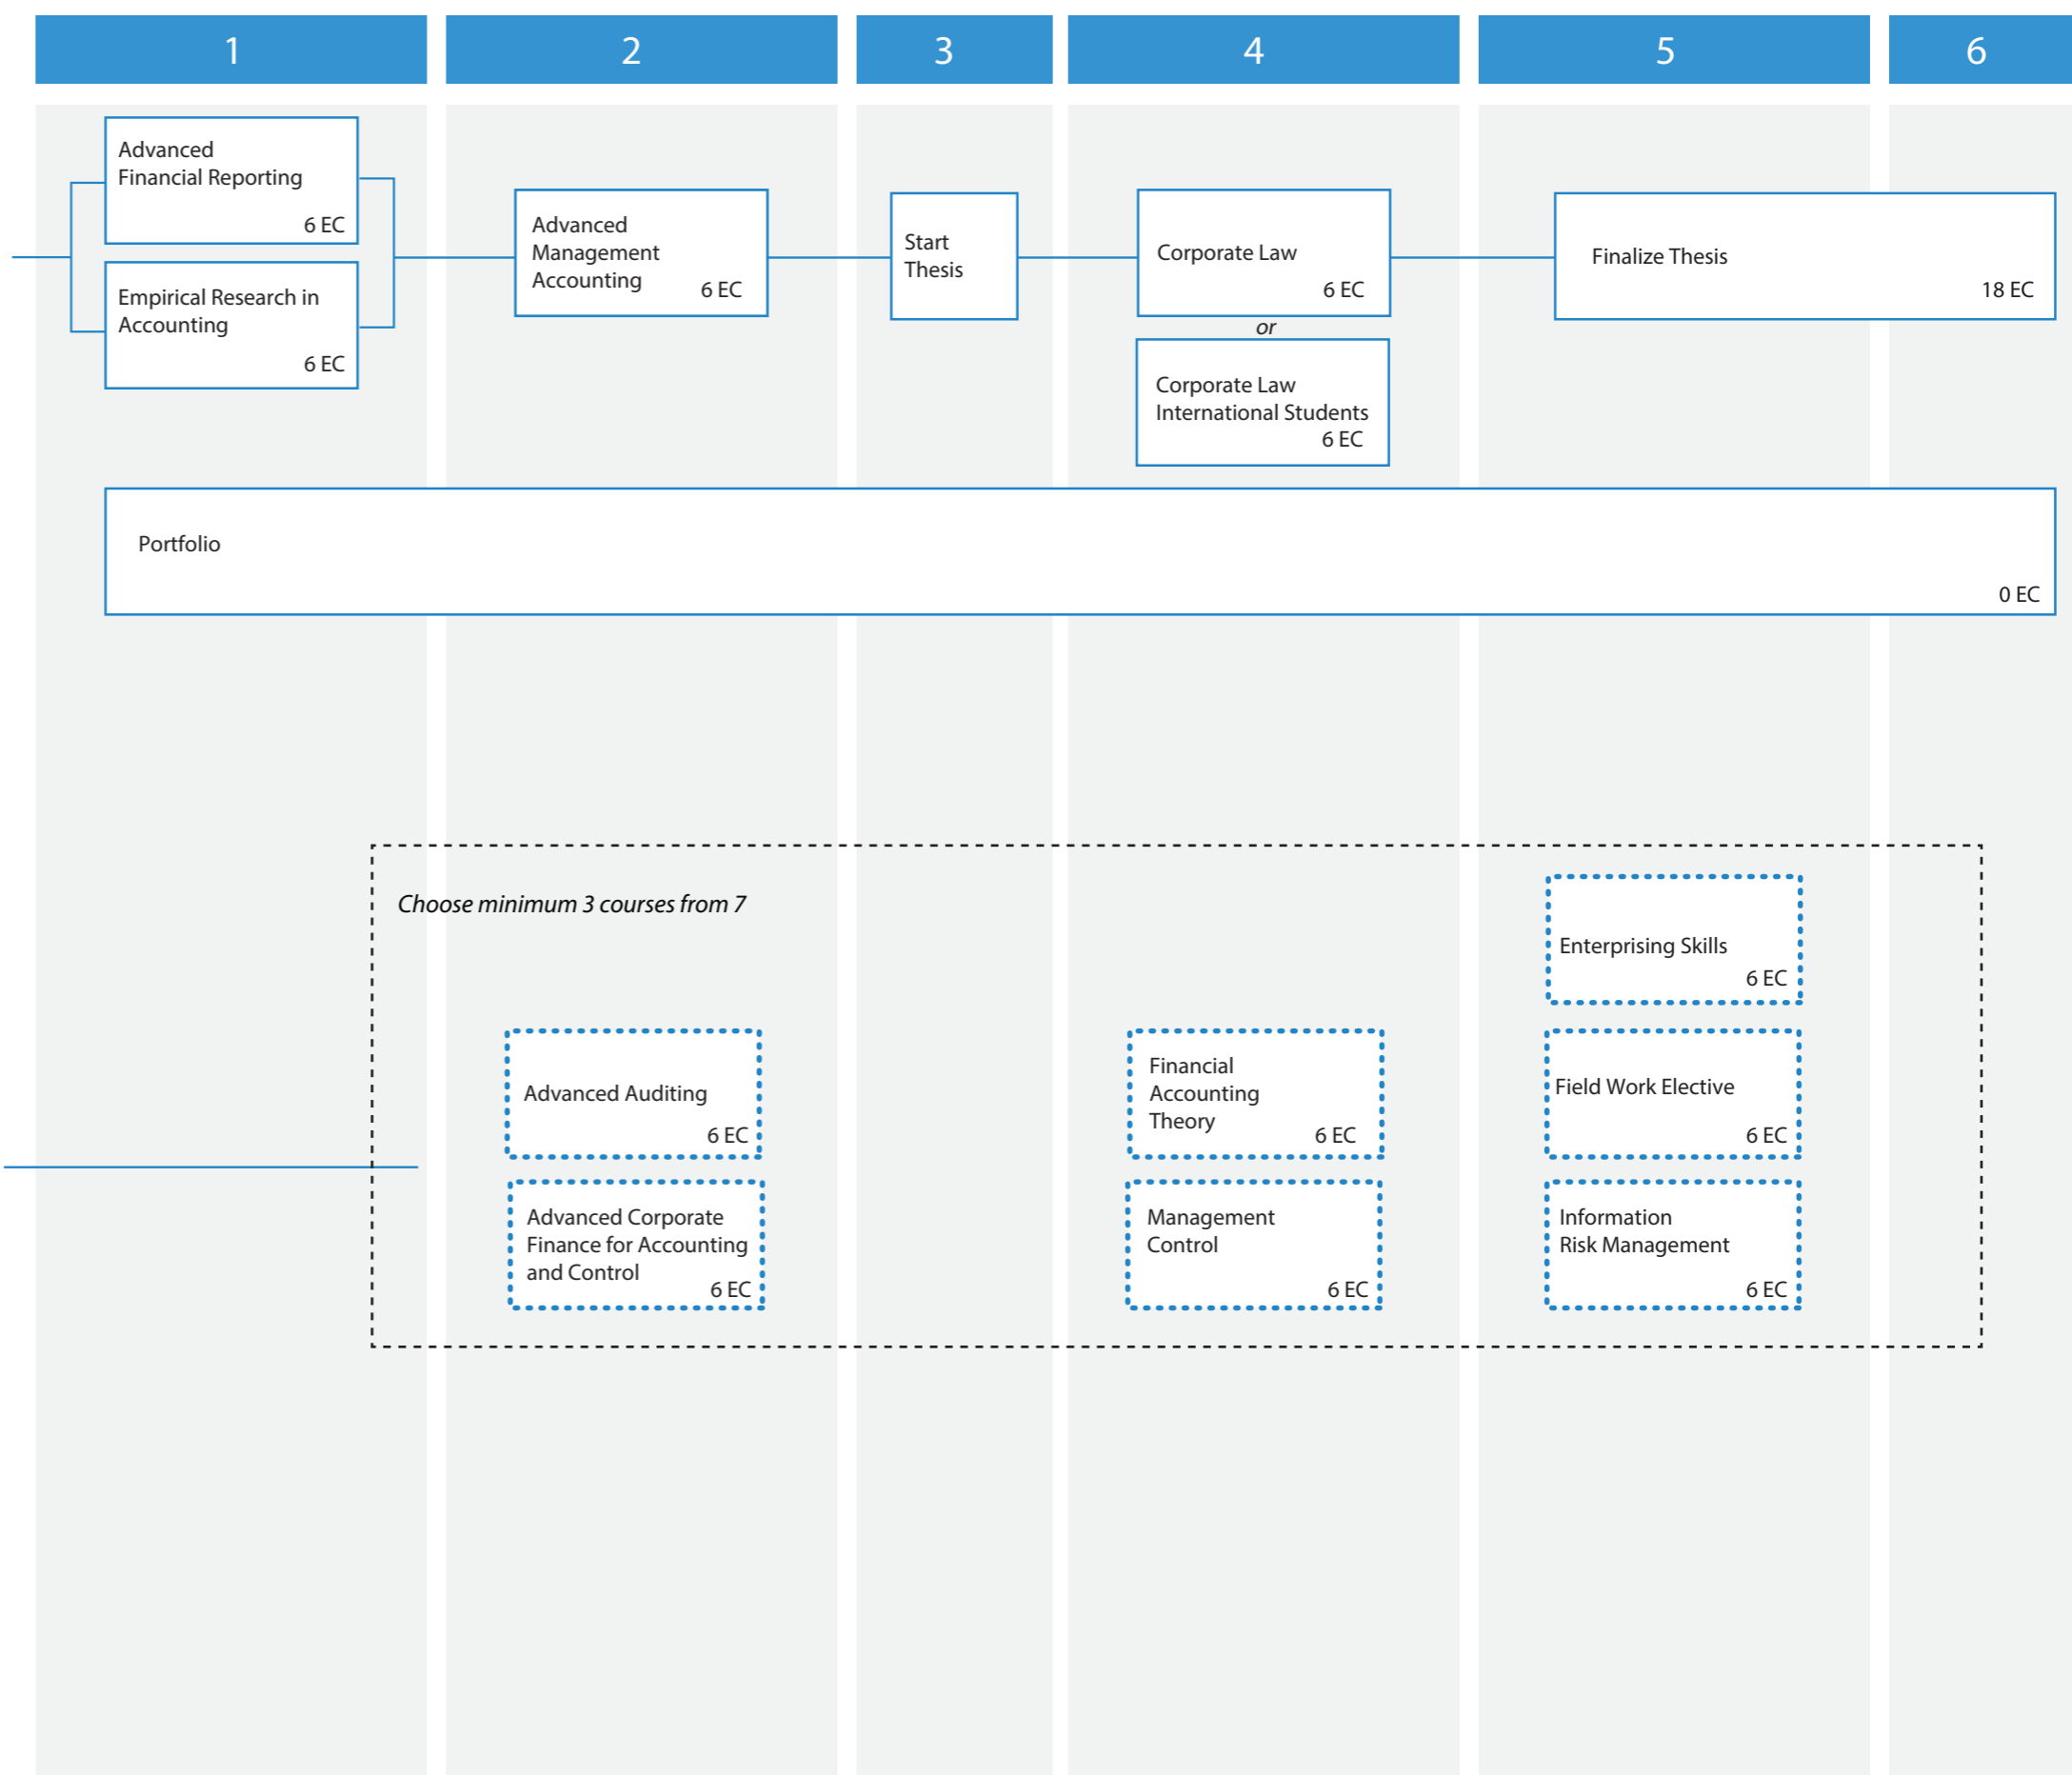 1
2
3
4
5
6
Advanced
Financial Reporting
6 EC
Empirical Research in
Accounting
6 EC
Advanced
Management
Accounting
6 EC
Start
Thesis
Corporate Law
6 EC
or
Corporate Law
International Students
6 EC
Finalize Thesis
18 EC
Portfolio
0 EC
Choose minimum 3 courses from 7
Advanced Auditing
6 EC
Advanced Corporate
Finance for Accounting
and Control
6 EC
Financial
Accounting
Theory
6 EC
Management
Control
6 EC
Enterprising Skills
6 EC
Field Work Elective
6 EC
Information
Risk Management
6 EC